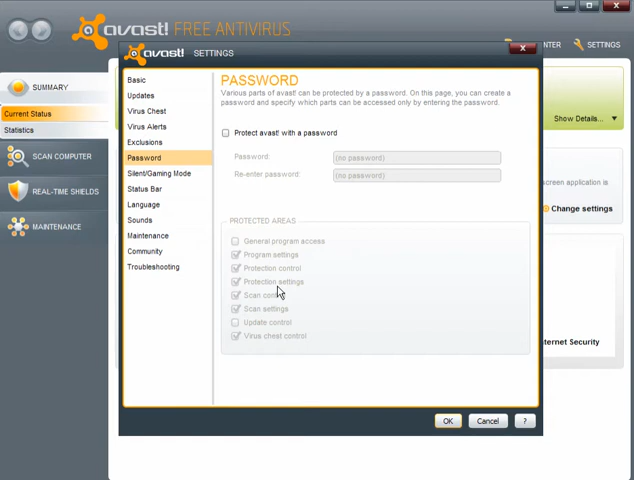 avast! FREE ANTIVIRUS
NTER
SETTINGS
avast! SETTINGS
SUMMARY
Current Status
Statistics
SCAN COMPUTER
REAL-TIME SHIELDS
MAINTENANCE
Basic
Updates
Virus Chest
Virus Alerts
Exclusions
Password
Silent/Gaming Mode
Status Bar
Language
Sounds
Maintenance
Community
Troubleshooting
PASSWORD
Various parts of avast! can be protected by a password. On this page, you can create a
password and specify which parts can be accessed only by entering the password.
Protect avast! with a password
Password: (no password)
Re-enter password: (no password)
PROTECTED AREAS
General program access
Program settings
Protection control
Protection settings
Scan
Scan settings
Update control
Virus chest control
Show Details...
screen application is
Change settings
ternet Security
OK Cancel ?